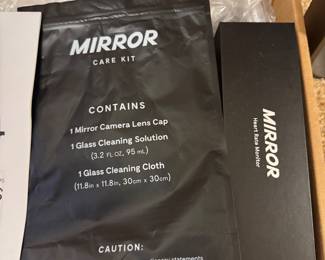 MIRROR
CARE KIT
CONTAINS
1 Mirror Camera Lens Cap
1 Glass Cleaning Solution
(3.2 FL OZ, 95 mL)
1 Glass Cleaning Cloth
(11.8in x 11.8in, 30cm x 30cm)
CAUTION:
statements
MIRROR
Heart Rate Monitor